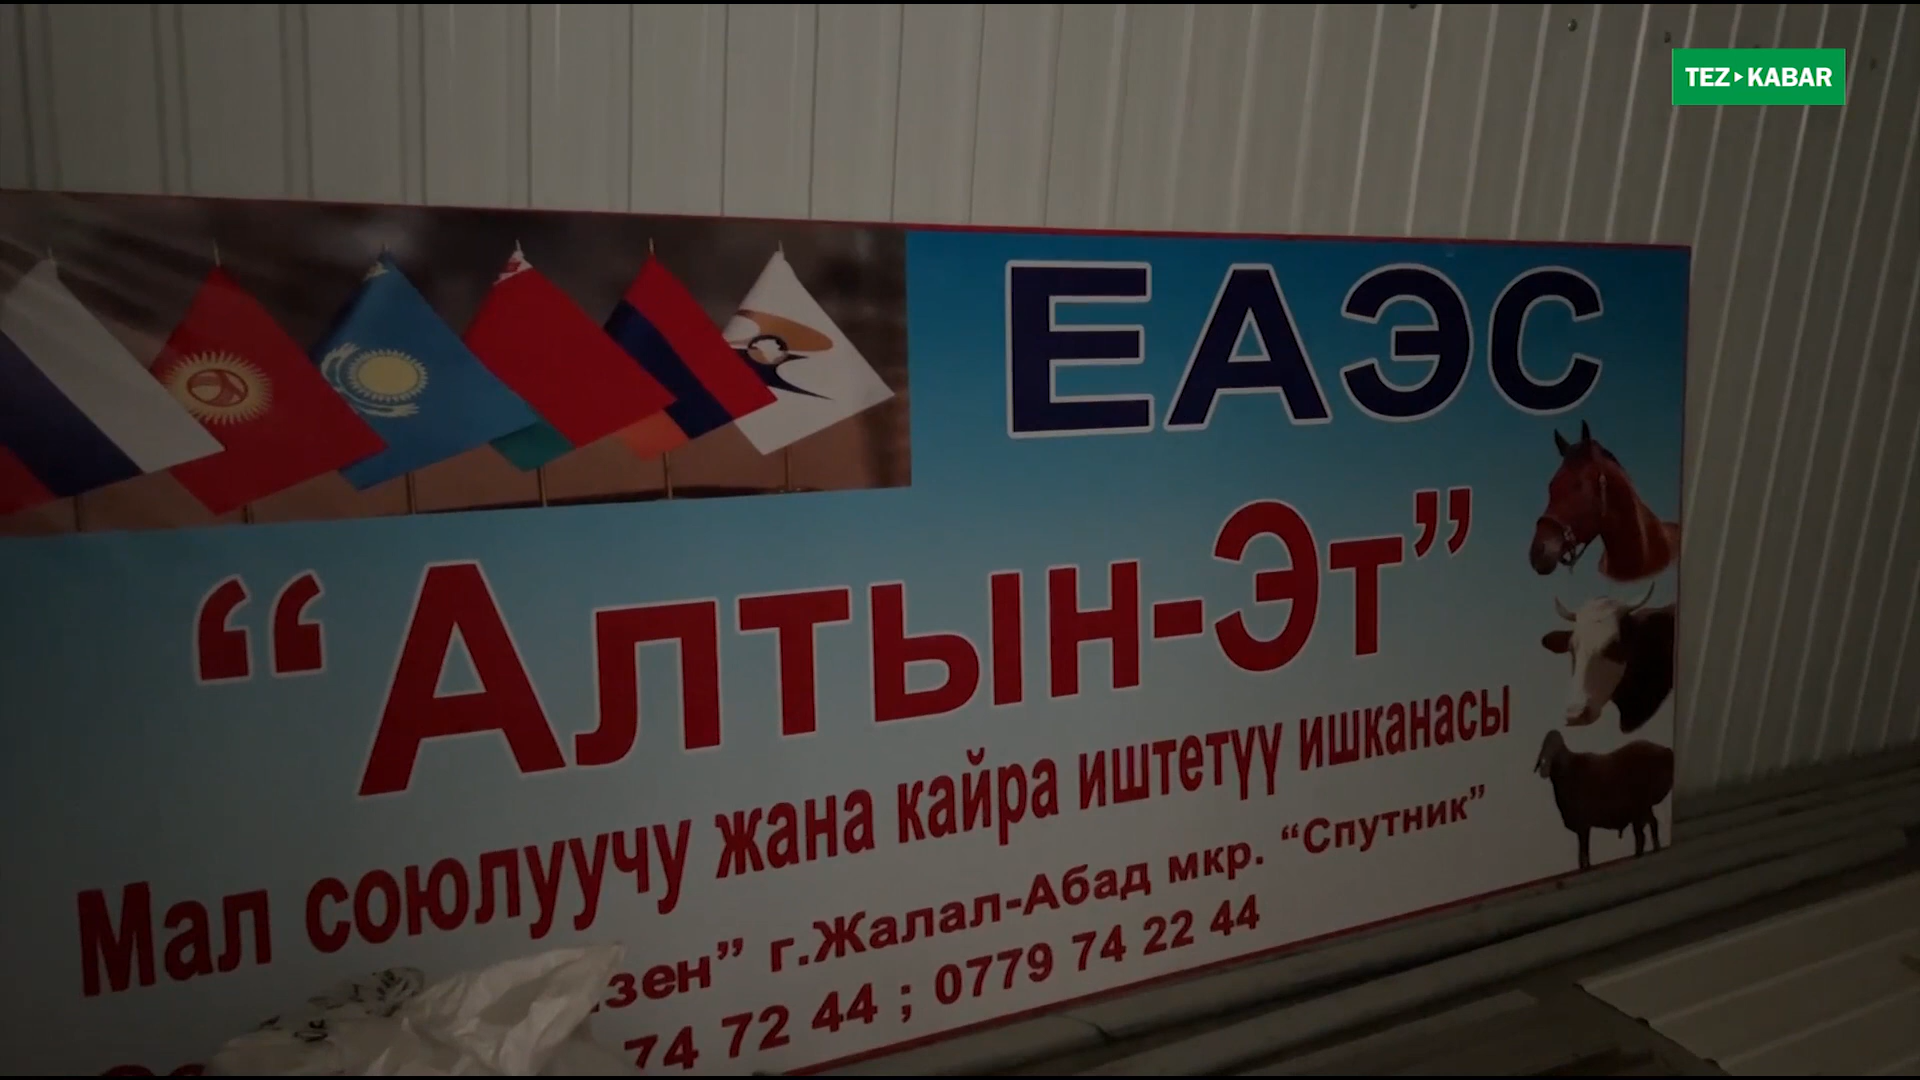 TEZ KABAR
ЕАЭС
“Алтын-Эт”
Мал союлуучу жана кайра иштетүү ишканасы
г.Жалал-Абад мкр. “Спутник”
74 72 44 ; 0779 74 22 44